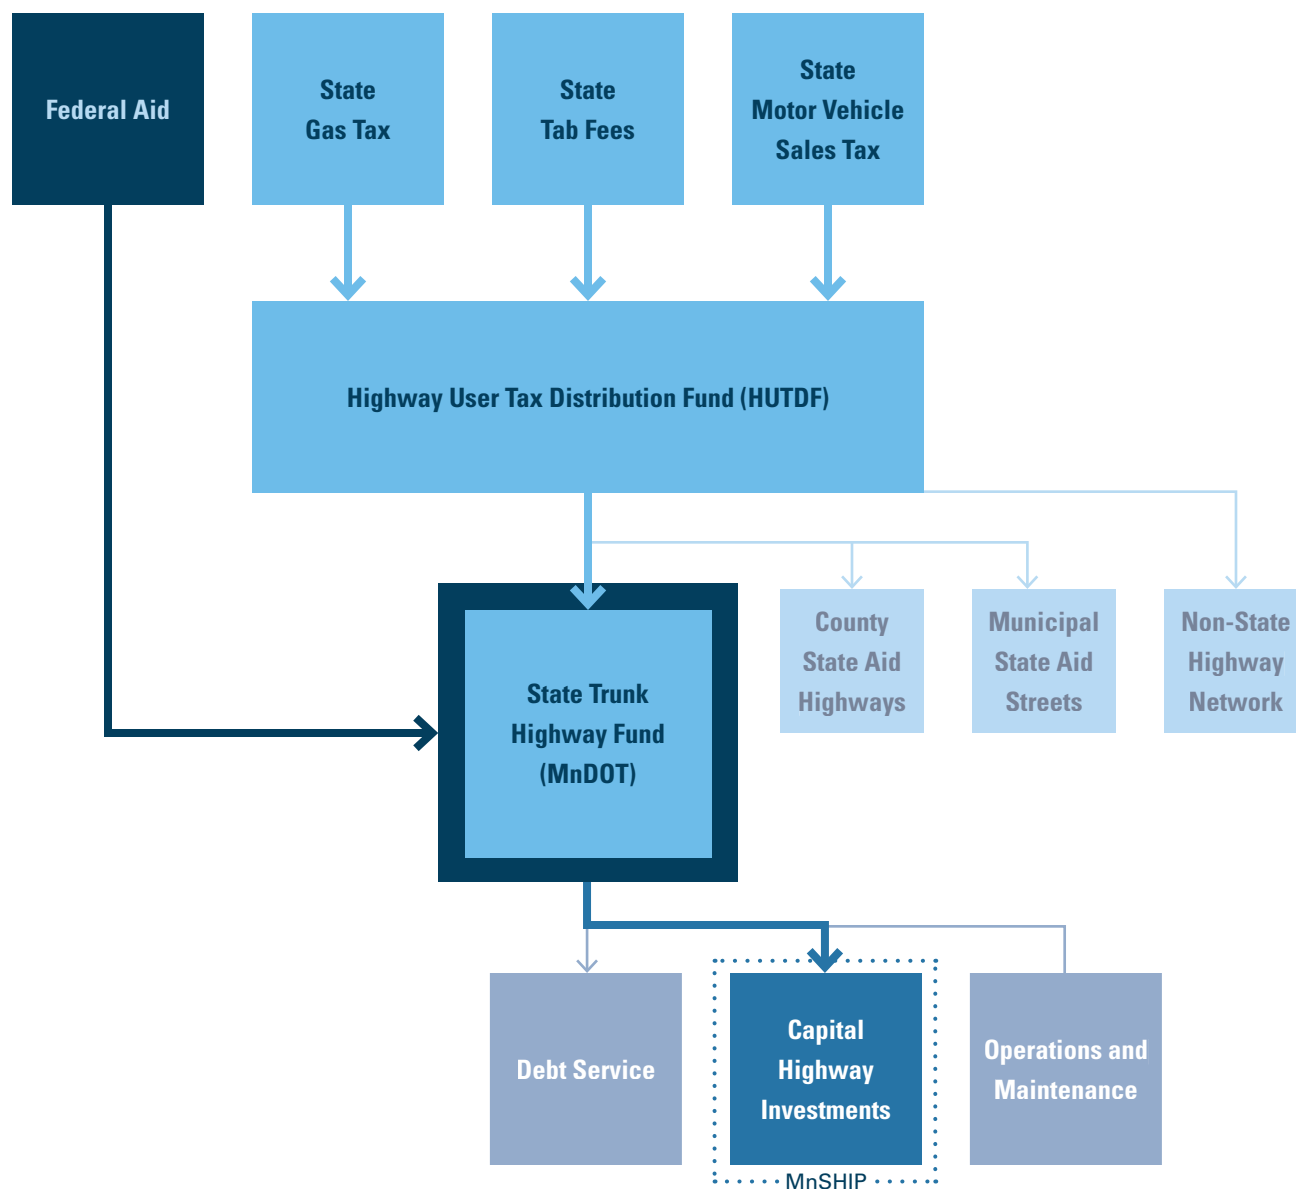 Federal Aid
State
Gas Tax
State
Tab Fees
State
Motor Vehicle
Sales Tax
Highway User Tax Distribution Fund (HUTDF)
State Trunk
Highway Fund
(MnDOT)
County
State Aid
Highways
Municipal
State Aid
Streets
Non-State
Highway
Network
Debt Service
Capital
Highway
Investments
Operations and
Maintenance
MnSHIP